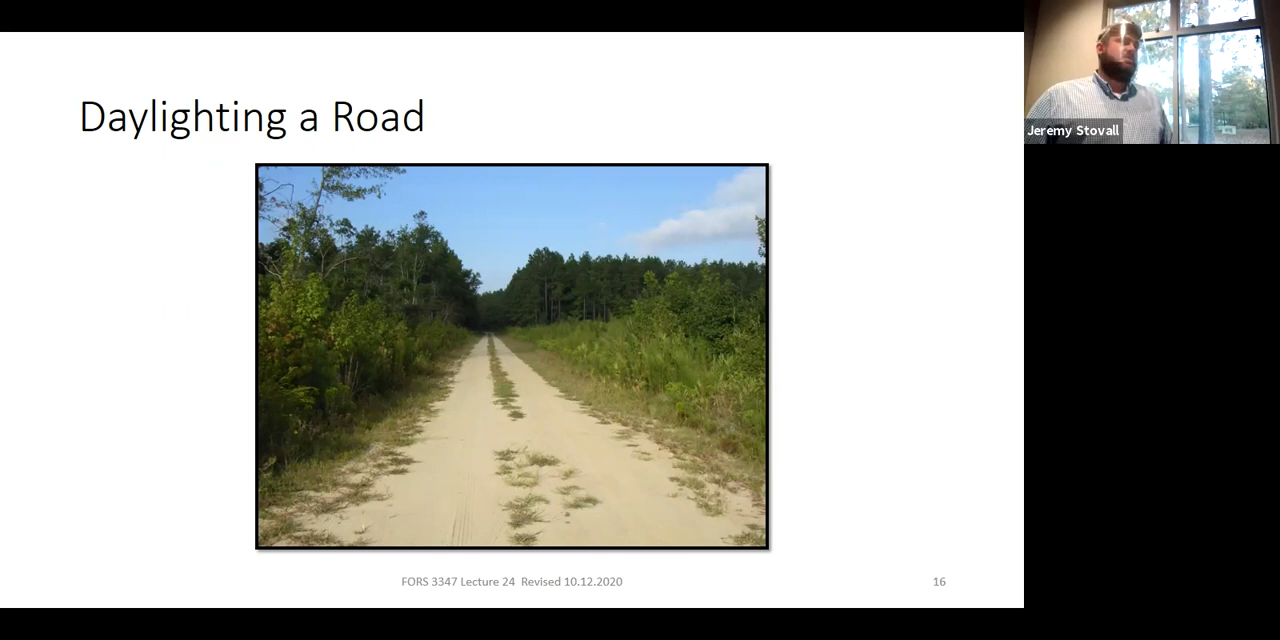 Daylighting a Road
Jeremy Stovall
FORS 3347 Lecture 24 Revised 10.12.2020
16